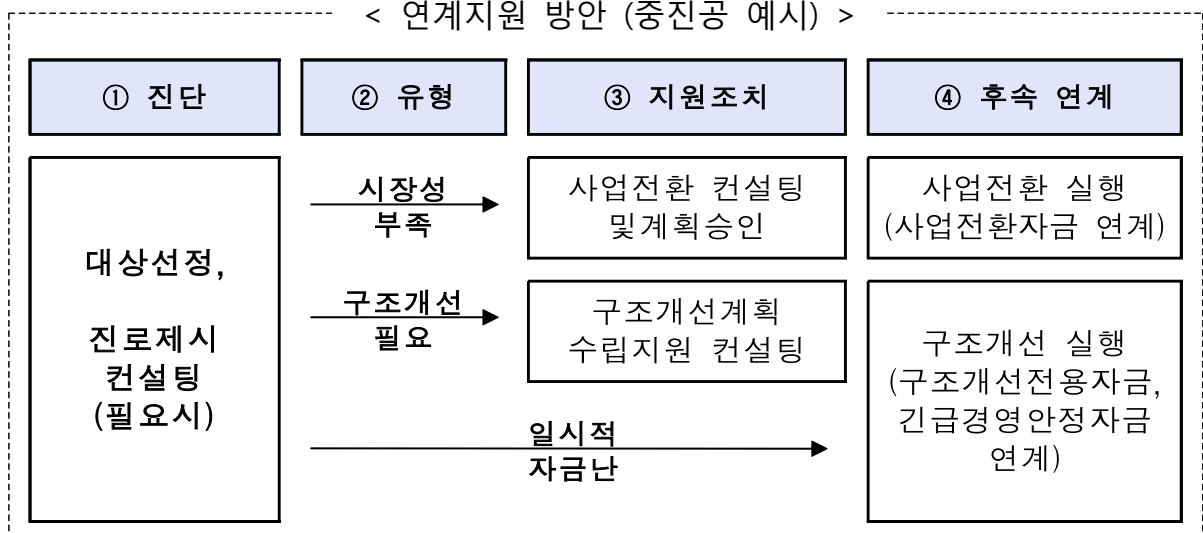 < 연계지원 방안 (중진공 예시) >
① 진단
② 유형
③ 지원조치
④ 후속 연계
대상선정,
진로제시
컨설팅
(필요시)
시장성
부족
사업전환 컨설팅
및계획승인
사업전환 실행
(사업전환자금 연계)
구조개선
필요
구조개선계획
수립지원 컨설팅
일시적
자금난
구조개선 실행
(구조개선전용자금,
긴급경영안정자금
연계)